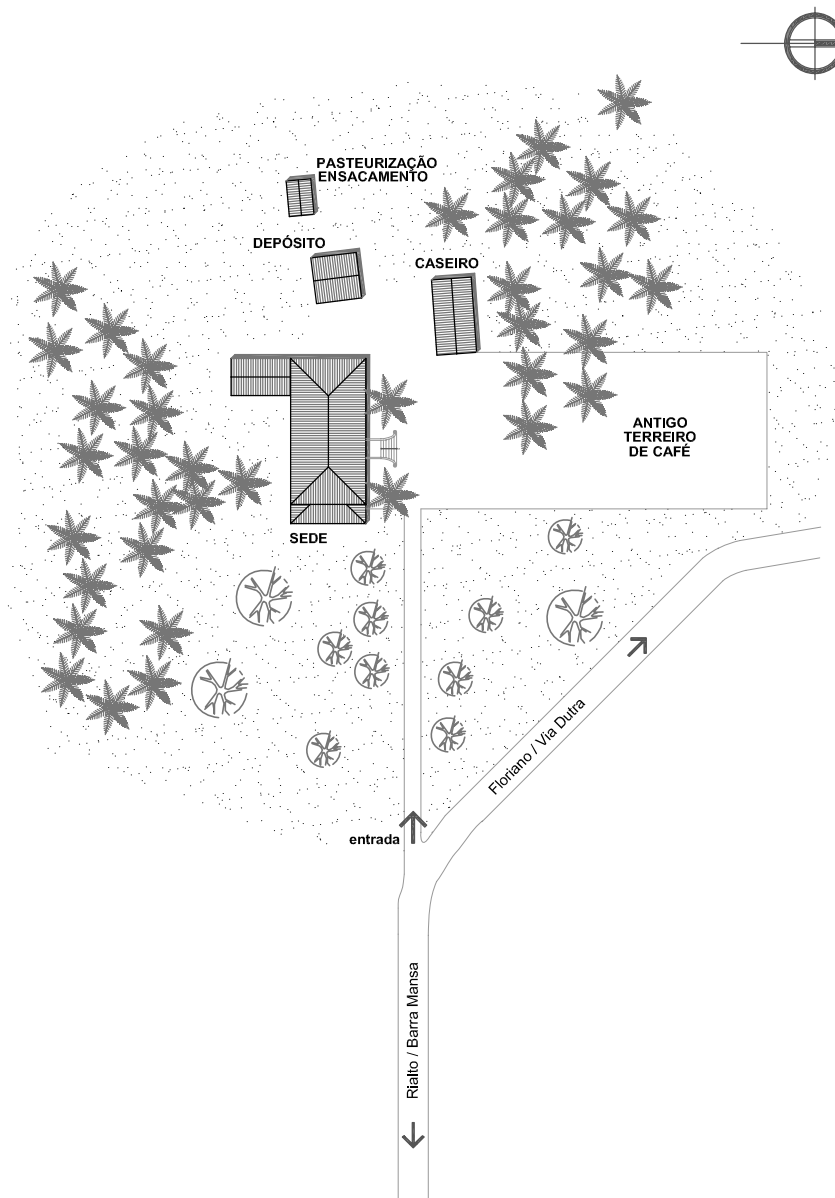 PASTEURIZAÇÃO
ENSACAMENTO
DEPÓSITO
CASEIRO
ANTIGO
TERREIRO
DE CAFÉ
SEDE
Floriano / Via Dutra
entrada
Rialto / Barra Mansa